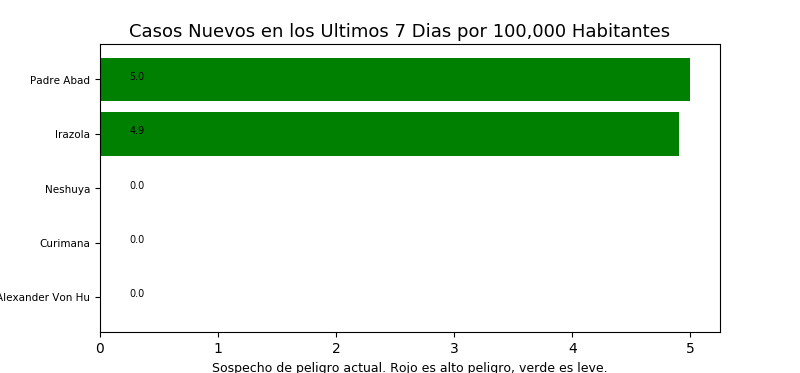 Casos Nuevos en los Ultimos 7 Dias por 100,000 Habitantes
Padre Abad 5.0
Irazola 4.9
Neshuya 0.0
Curimana 0.0
Alexander Von Hu 0.0
0 1 2 3 4 5
Sospecho de peligro actual. Rojo es alto peligro, verde es leve.